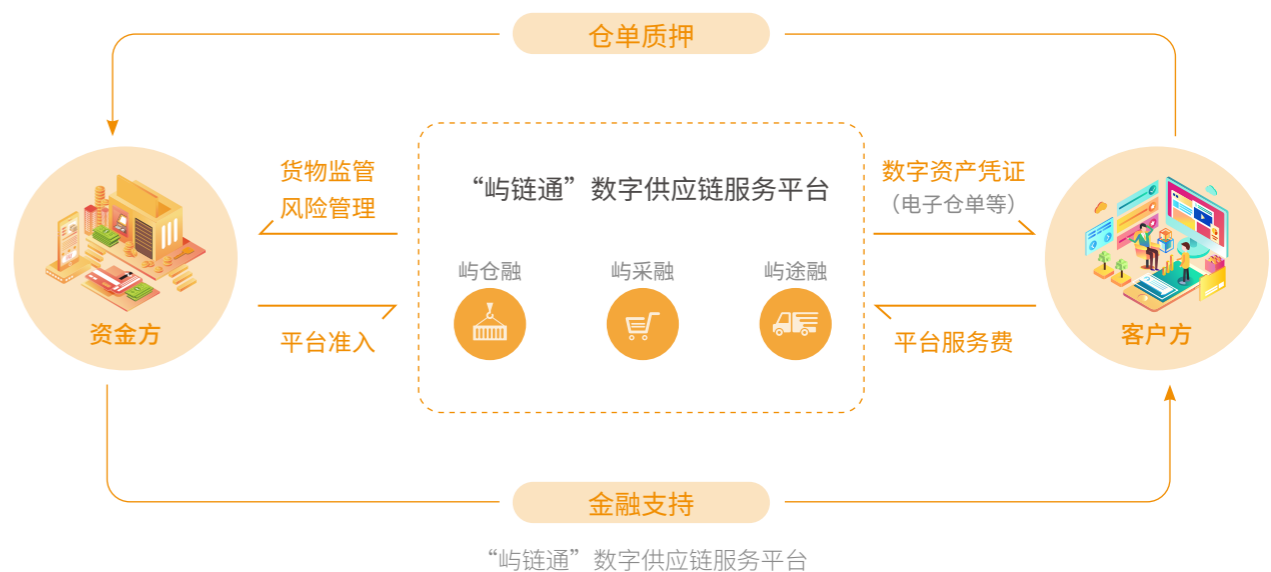 仓单质押
货物监管
风险管理
“屿链通”数字供应链服务平台
数字资产凭证
（电子仓单等）
屿仓融
屿采融
屿途融
资金方
平台准入
平台服务费
客户方
金融支持
“屿链通”数字供应链服务平台